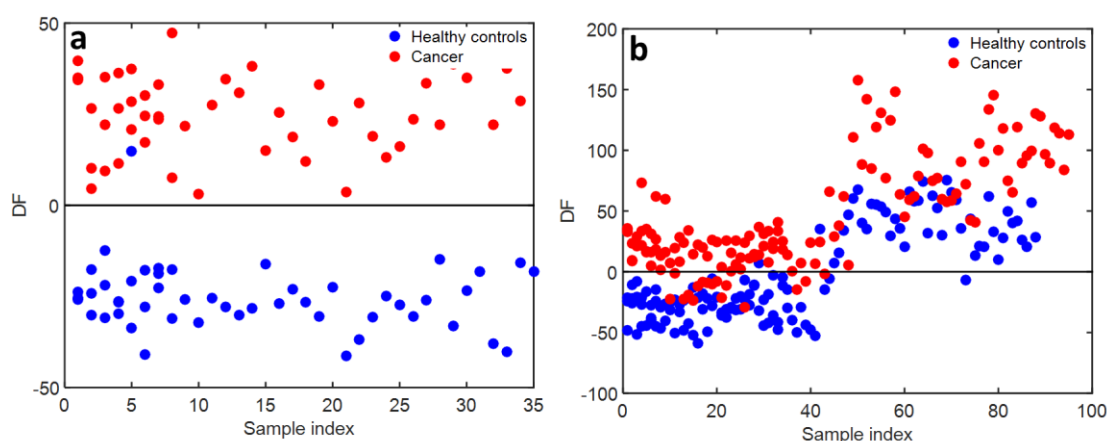 a
Healthy controls
Cancer
50
0
-50
DF
0 5 10 15 20 25 30 35
Sample index
b
Healthy controls
Cancer
200
150
100
50
0
-50
-100
DF
0 20 40 60 80 100
Sample index